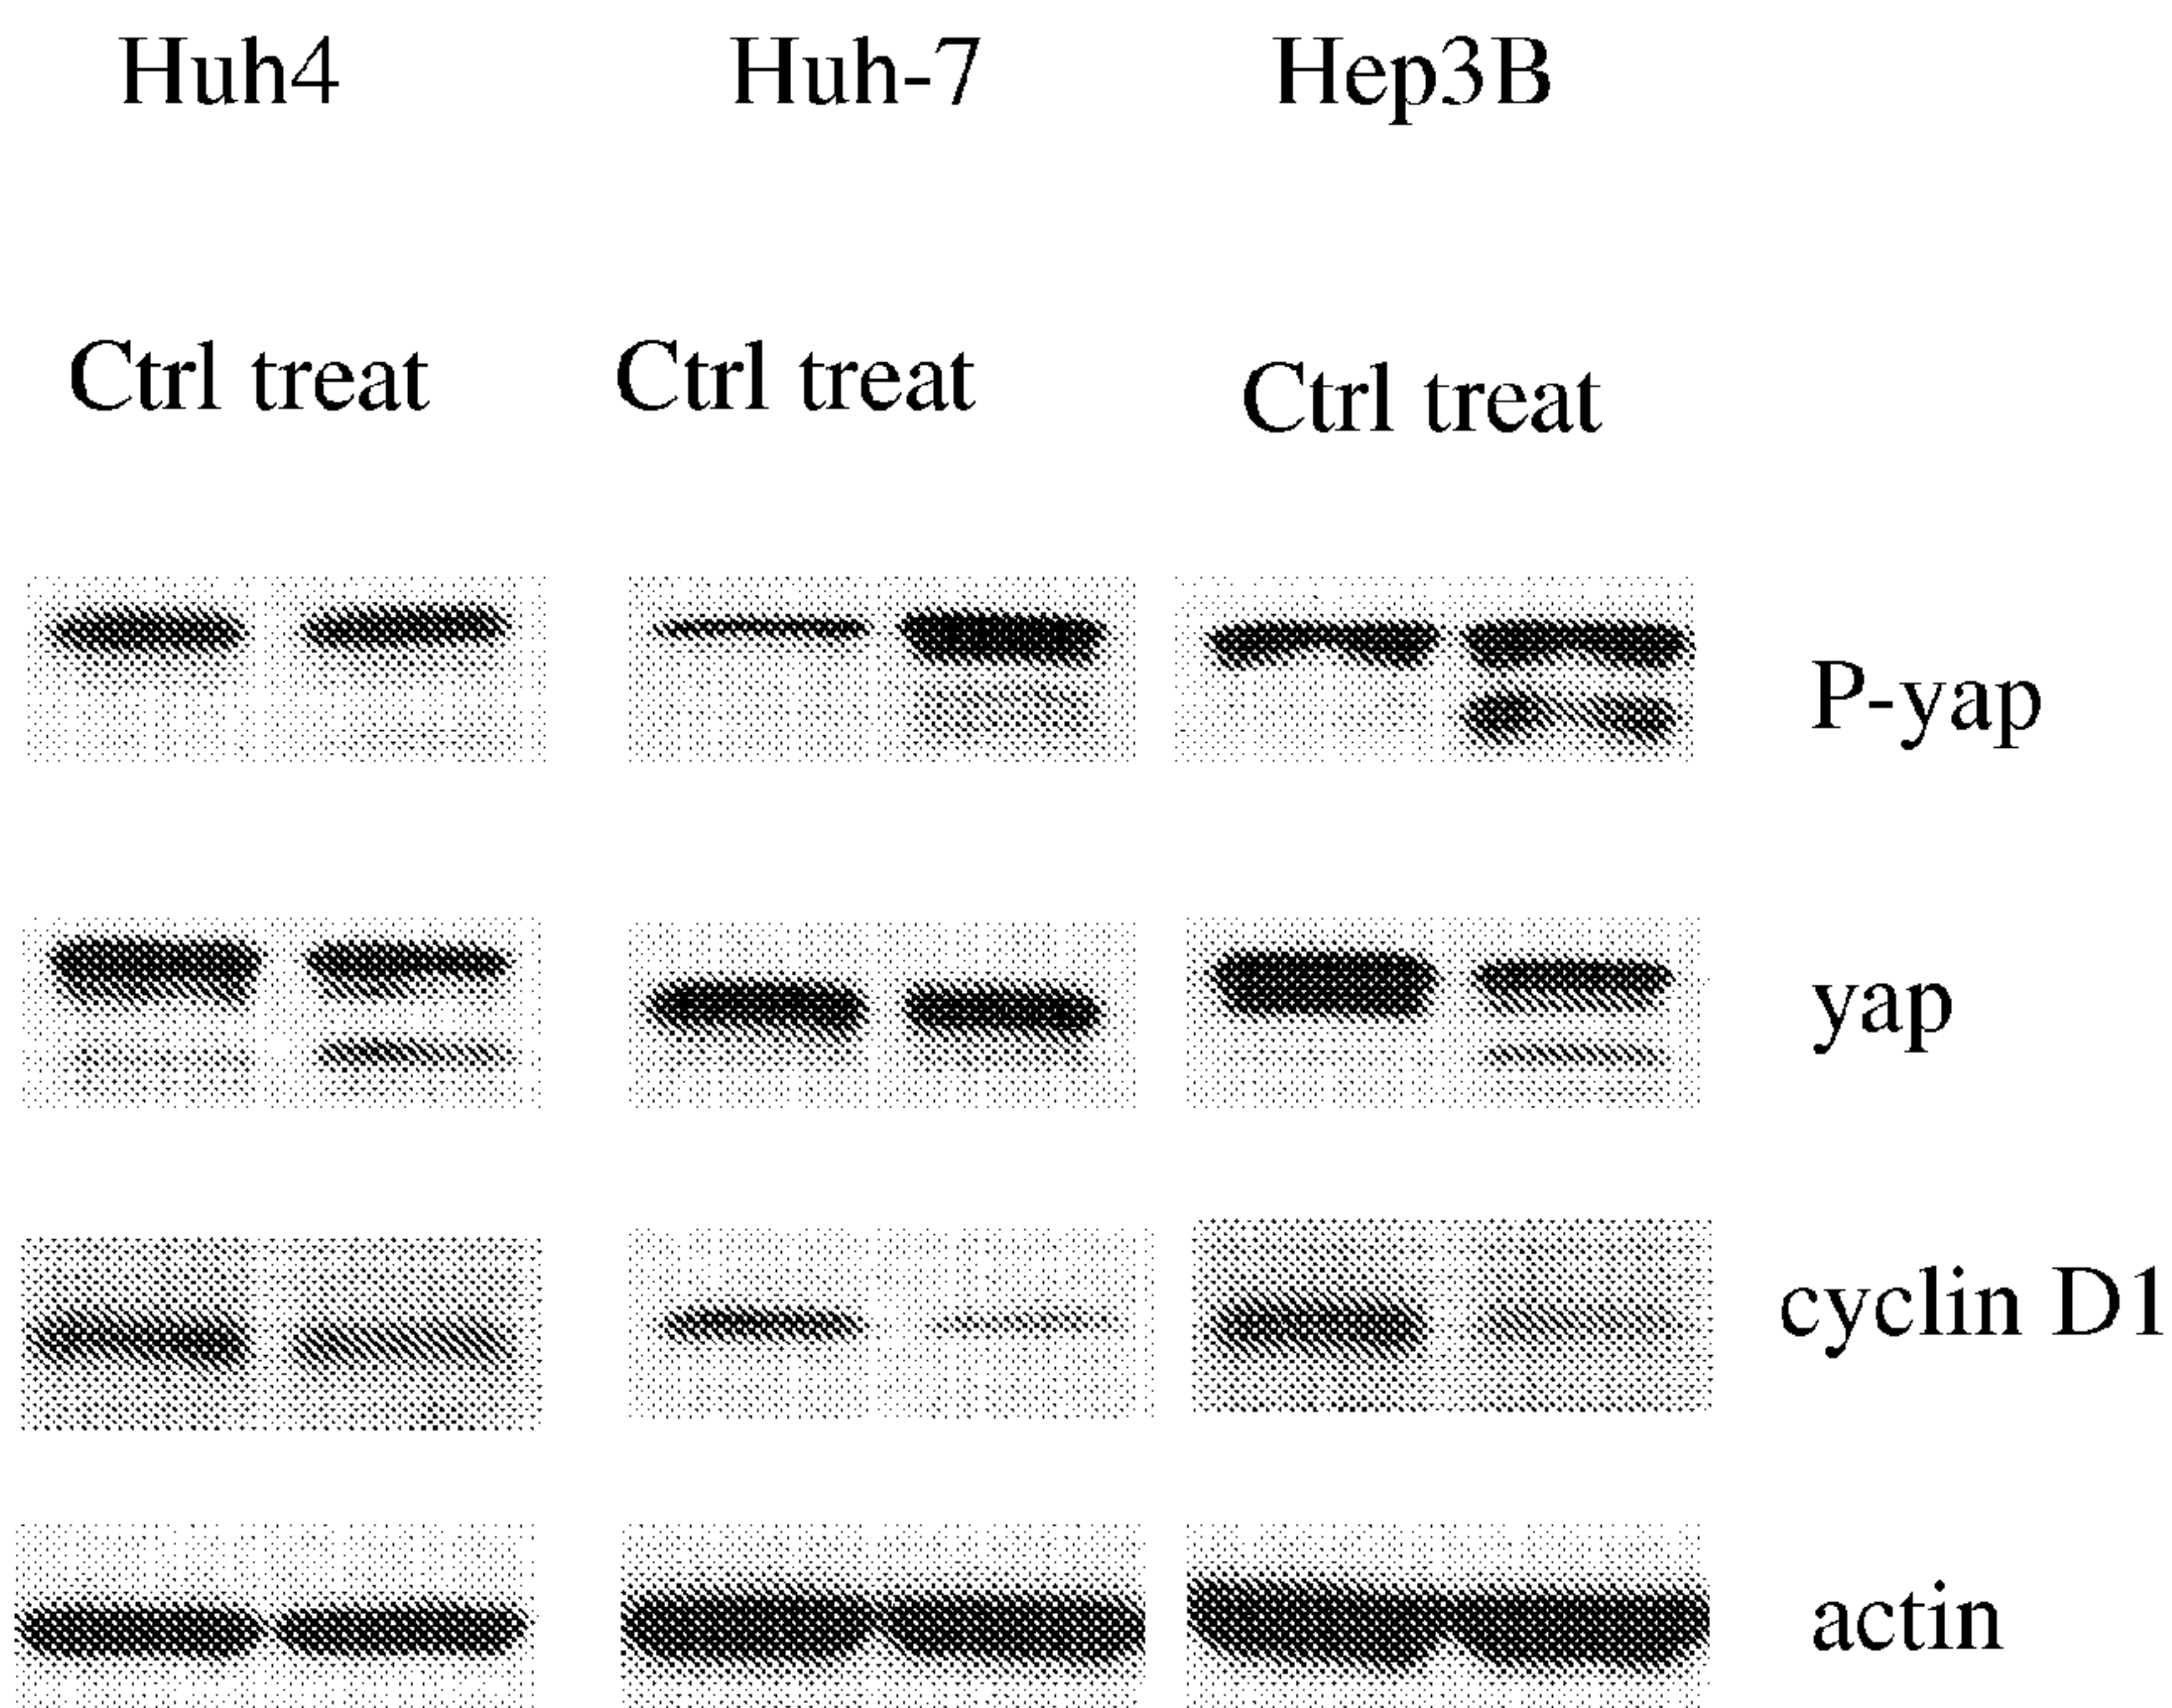 Huh4 Huh-7 Hep3B
Ctrl treat Ctrl treat Ctrl treat
P-yap
yap
cyclin D1
actin